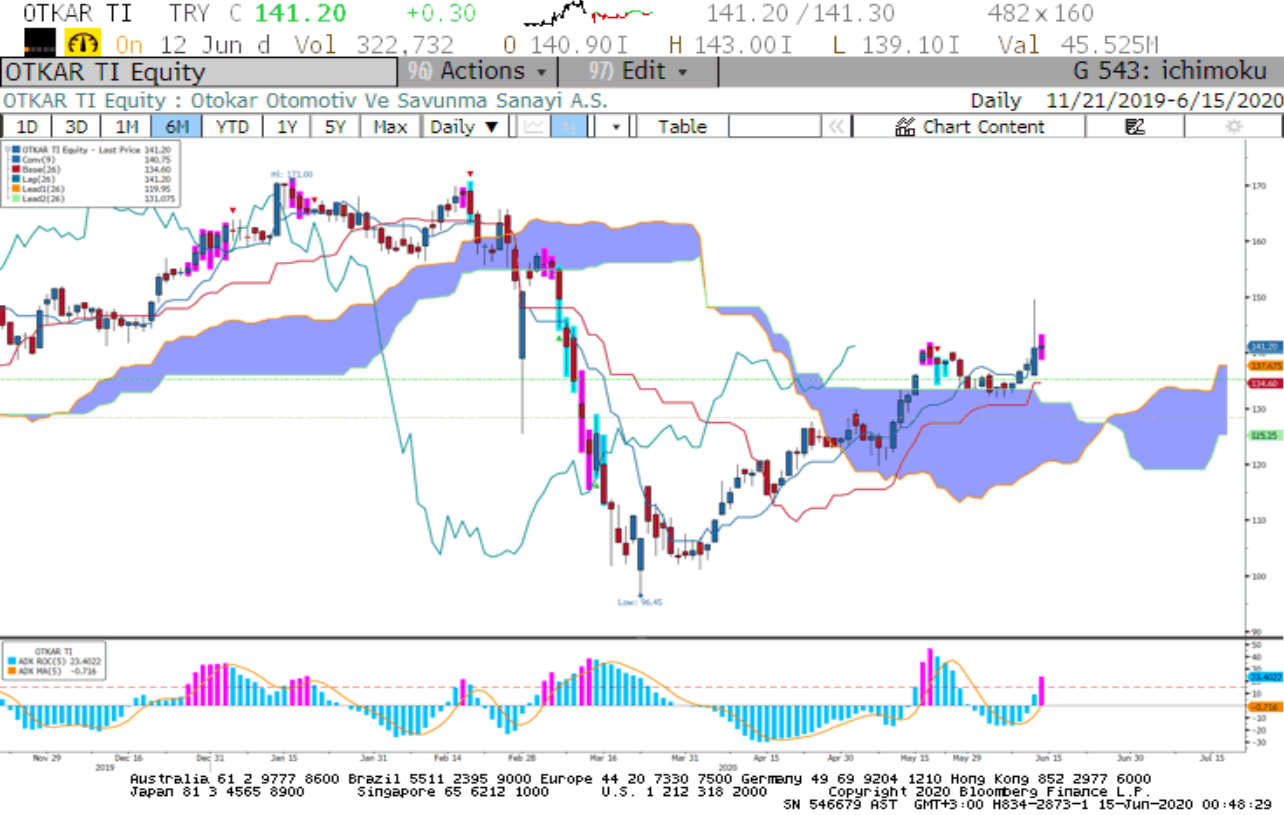 OTKAR TI TRY C 141.20 +0.30 141.20 /141.30 482 x 160
On 12 Jun d Vol 322,732 O 140.90I H 143.00I L 139.10I Val 45.525M
OTKAR TI Equity 96) Actions 97) Edit G 543: ichimoku
OTKAR TI Equity : Otokar Otomotiv Ve Savunma Sanayi A.S. Daily 11/21/2019-6/15/2020
1D 3D 1M 6M YTD 1Y 5Y Max Daily ▼ Table « Chart Content
OTKAR TI Equity - Last Price 141.20
Conv(9) 140.75
Base(26) 134.60
Lag(26) 141.20
Lead1(26) 119.95
Lead2(26) 131.075
Hi: 171.00
170
160
150
141.20
140
137.675
134.60
130
125.25
120
110
100
Low: 96.45
90
OTKAR TI
ADX ROC(5) 23.4022
ADX MA(5) -0.716
50
40
30
23.4022
10
-0.716
-10
-20
-30
Nov 29 Dec 16 Dec 31 Jan 15 Jan 31 Feb 14 Feb 28 Mar 16 Mar 31 Apr 15 Apr 30 May 15 May 29 Jun 15 Jun 30 Jul 15
2019 2020
Australia 61 2 9777 8600 Brazil 5511 2395 9000 Europe 44 20 7330 7500 Germany 49 69 9204 1210 Hong Kong 852 2977 6000
Japan 81 3 4565 8900 Singapore 65 6212 1000 U.S. 1 212 318 2000 Copyright 2020 Bloomberg Finance L.P.
SN 546679 AST GMT+3:00 H834-2873-1 15-Jun-2020 00:48:29